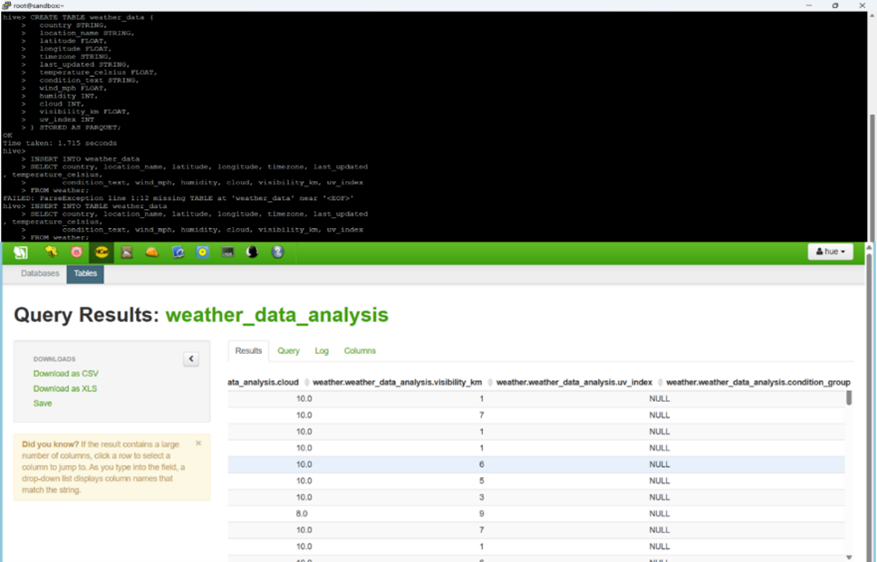 root@sandbox:~
hive> CREATE TABLE weather_data (
> country STRING,
> location_name STRING,
> latitude FLOAT,
> longitude FLOAT,
> timezone STRING,
> last_updated STRING,
> temperature_celsius FLOAT,
> condition_text STRING,
> wind_mph FLOAT,
> humidity INT,
> cloud INT,
> visibility_km FLOAT,
> uv_index INT
> ) STORED AS PARQUET;
OK
Time taken: 1.715 seconds
hive>
> INSERT INTO weather_data
> SELECT country, location_name, latitude, longitude, timezone, last_updated
, temperature_celsius,
> condition_text, wind_mph, humidity, cloud, visibility_km, uv_index
> FROM weather;
FAILED: ParseException line 1:12 missing TABLE at 'weather_data' near '<EOF>'
hive> INSERT INTO TABLE weather_data
> SELECT country, location_name, latitude, longitude, timezone, last_updated
, temperature_celsius,
> condition_text, wind_mph, humidity, cloud, visibility_km, uv_index
> FROM weather;
hue
Databases Tables
Query Results: weather_data_analysis
DOWNLOADS
Download as CSV
Download as XLS
Save
Did you know? If the result contains a large
number of columns, click a row to select a
column to jump to. As you type into the field, a
drop-down list displays column names that
match the string.
Results Query Log Columns
ata_analysis.cloud weather.weather_data_analysis.visibility_km weather.weather_data_analysis.uv_index weather.weather_data_analysis.condition_group
10.0 1 NULL
10.0 7 NULL
10.0 1 NULL
10.0 1 NULL
10.0 6 NULL
10.0 5 NULL
10.0 3 NULL
8.0 9 NULL
10.0 7 NULL
10.0 1 NULL
10.0 6 NULL